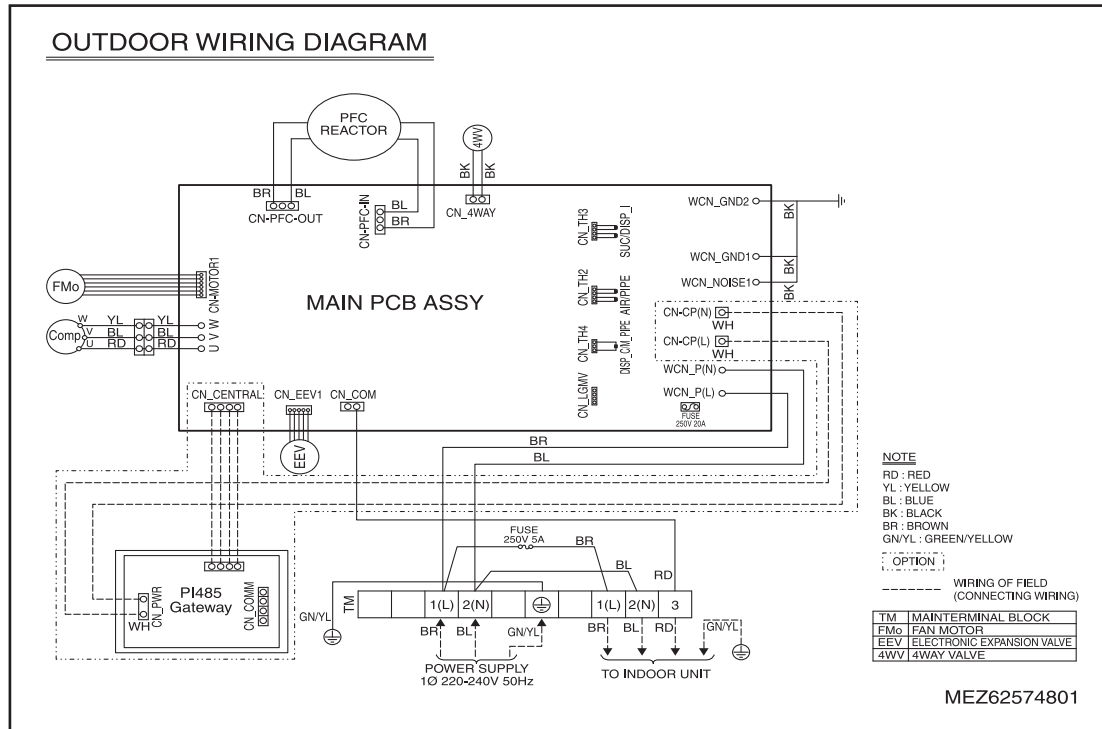 OUTDOOR WIRING DIAGRAM
PFC
REACTOR
4WV
BR
BL
BK
BK
CN-PFC-OUT
CN-PFC-IN
BL
BR
CN_4WAY
CN_TH3
SUC/DISP_I
WCN_GND2
BK
WCN_GND1
BK
WCN_NOISE1
BK
FMo
CN-MOTOR1
MAIN PCB ASSY
CN_TH2
AIR/PIPE
CN-CP(N)
WH
CN-CP(L)
WH
Comp
W
V
U
YL
BL
RD
YL
BL
RD
W
V
U
CN_TH4
DISP_C/M_PIPE
WCN_P(N)
WCN_P(L)
FUSE
250V 20A
CN_LGMV
CN_CENTRAL
CN_EEV1
CN_COM
EEV
BR
BL
NOTE
RD : RED
YL : YELLOW
BL : BLUE
BK : BLACK
BR : BROWN
GN/YL : GREEN/YELLOW
OPTION
WIRING OF FIELD
(CONNECTING WIRING)
PI485
Gateway
CN_PWR
WH
CN_COMM
FUSE
250V 5A
BR
BL
RD
GN/YL
TM
1(L)
2(N)
1(L)
2(N)
3
BR
BL
GN/YL
BR
BL
RD
GN/YL
POWER SUPPLY
1Ø 220-240V 50Hz
TO INDOOR UNIT
TM MAINTERMINAL BLOCK
FMo FAN MOTOR
EEV ELECTRONIC EXPANSION VALVE
4WV 4WAY VALVE
MEZ62574801